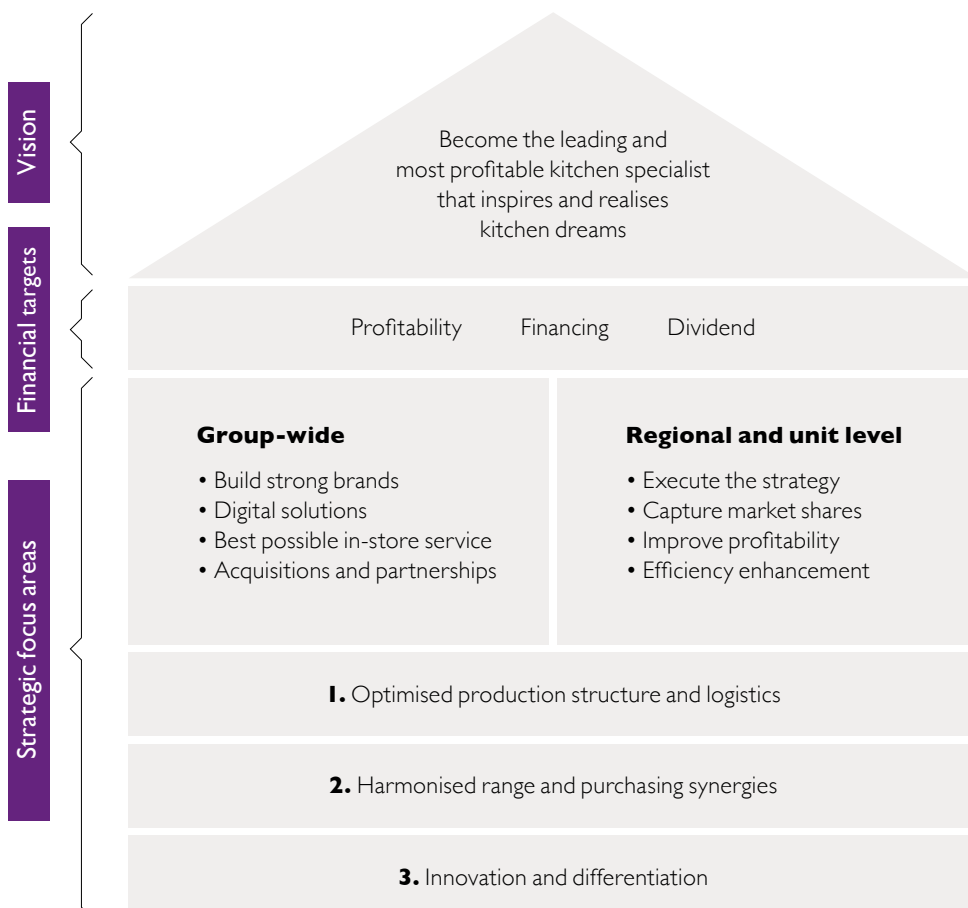 Vision
Become the leading and
most profitable kitchen specialist
that inspires and realises
kitchen dreams
Financial targets
Profitability Financing Dividend
Strategic focus areas
Group-wide
• Build strong brands
• Digital solutions
• Best possible in-store service
• Acquisitions and partnerships
Regional and unit level
• Execute the strategy
• Capture market shares
• Improve profitability
• Efficiency enhancement
1. Optimised production structure and logistics
2. Harmonised range and purchasing synergies
3. Innovation and differentiation